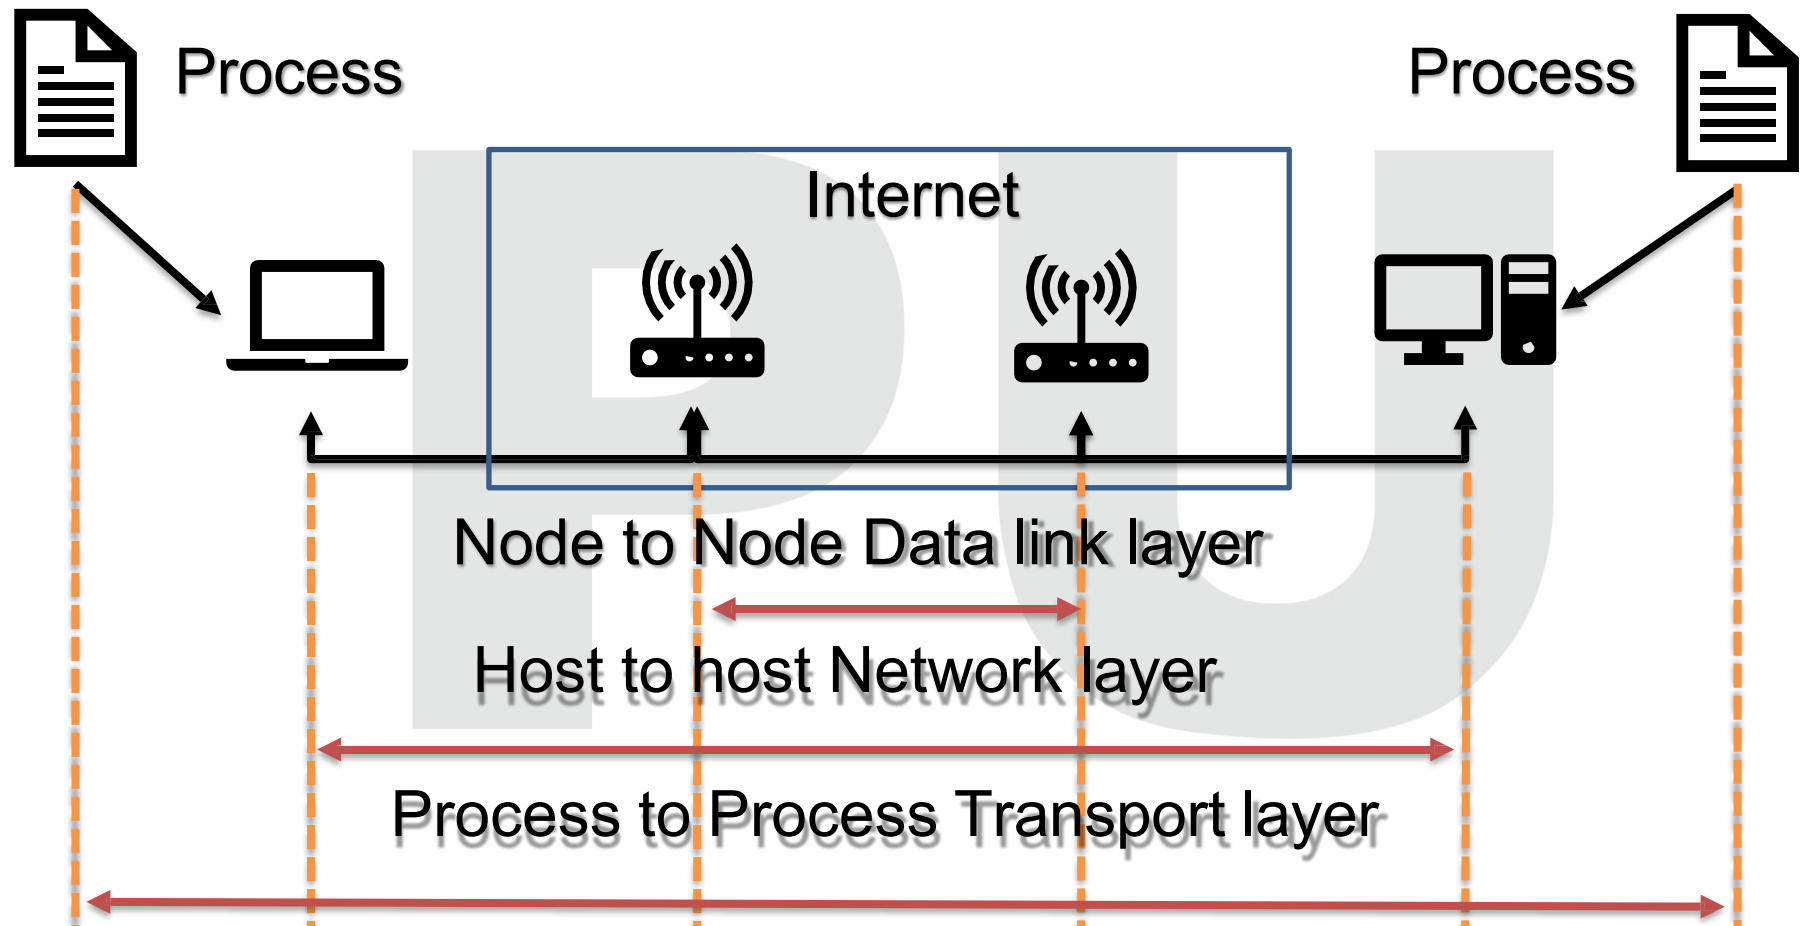 Process
Process
Internet
Node to Node Data link layer
Host to host Network layer
Process to Process Transport layer
PU